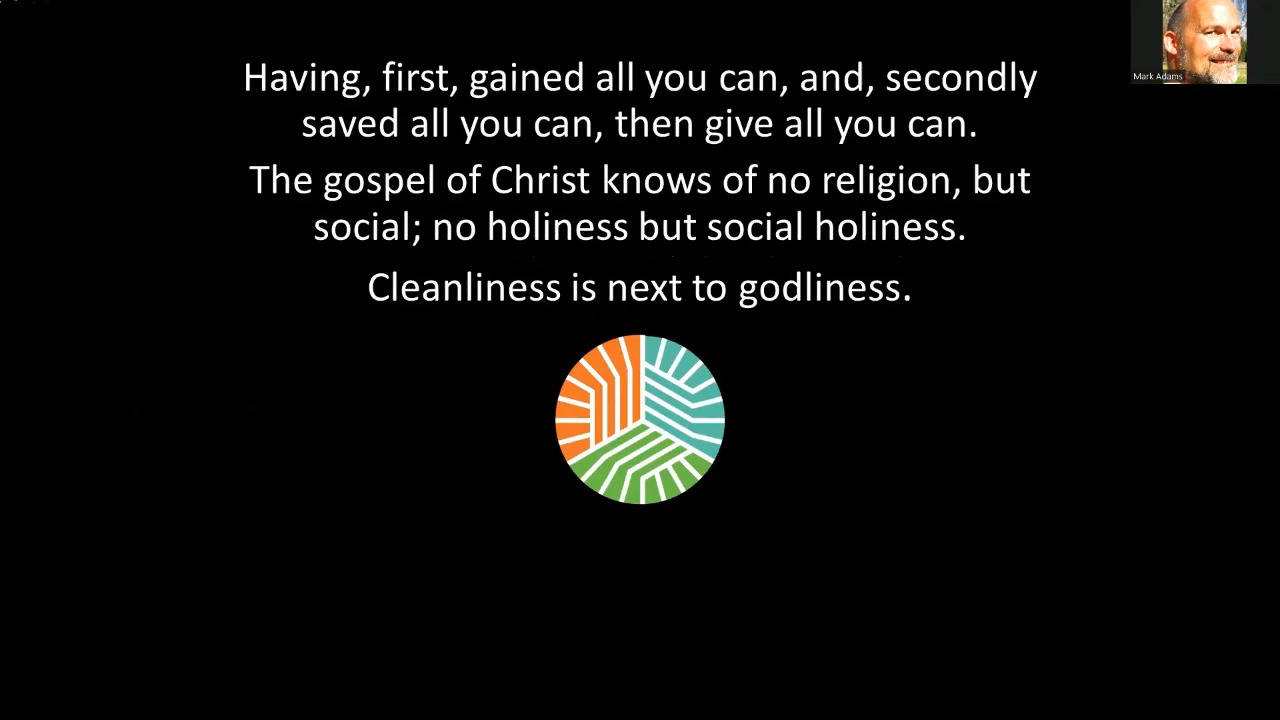 Having, first, gained all you can, and, secondly
saved all you can, then give all you can.
The gospel of Christ knows of no religion, but
social; no holiness but social holiness.
Cleanliness is next to godliness.
Mark Adams